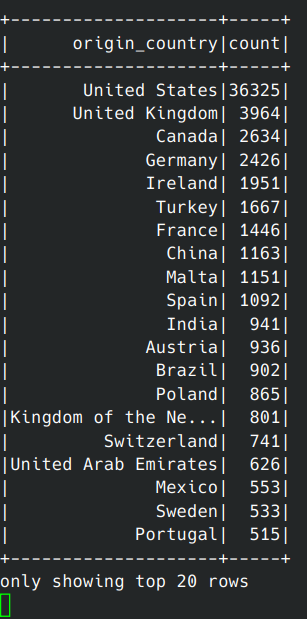 +--------------------+-----+
|      origin_country|count|
+--------------------+-----+
|       United States|36325|
|      United Kingdom| 3964|
|              Canada| 2634|
|             Germany| 2426|
|             Ireland| 1951|
|              Turkey| 1667|
|              France| 1446|
|               China| 1163|
|               Malta| 1151|
|               Spain| 1092|
|               India|  941|
|             Austria|  936|
|              Brazil|  902|
|              Poland|  865|
|Kingdom of the Ne...|  801|
|         Switzerland|  741|
|United Arab Emirates|  626|
|              Mexico|  553|
|              Sweden|  533|
|            Portugal|  515|
+--------------------+-----+
only showing top 20 rows